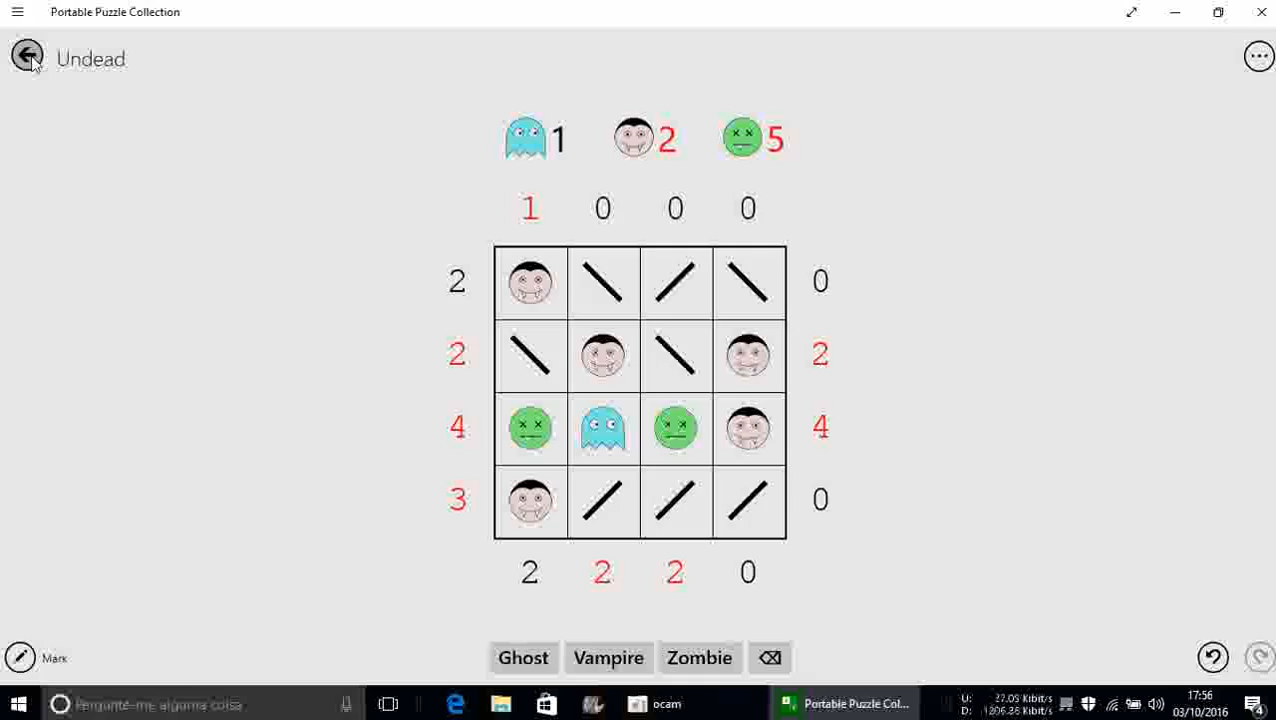 Portable Puzzle Collection
Undead
1 2 5
1 0 0 0
2 0
2 2
4 4
3 0
2 2 2 0
Ghost Vampire Zombie
Mark
Pergunte-me alguma coisa
ocam
Portable Puzzle Col...
U:
D:
17:56
03/10/2016